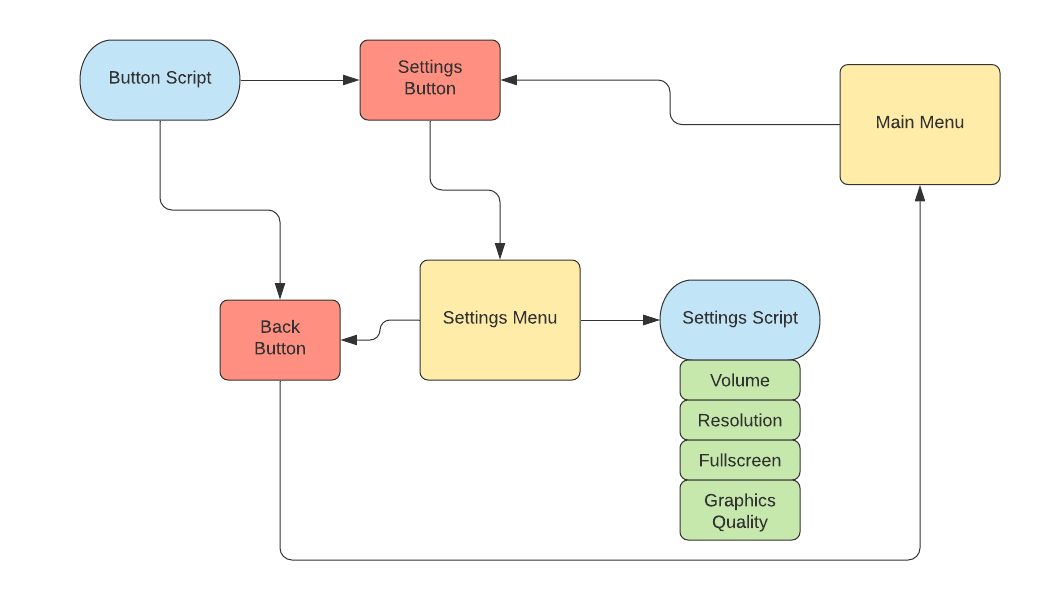 Button Script
Settings
Button
Main Menu
Back
Button
Settings Menu
Settings Script
Volume
Resolution
Fullscreen
Graphics
Quality